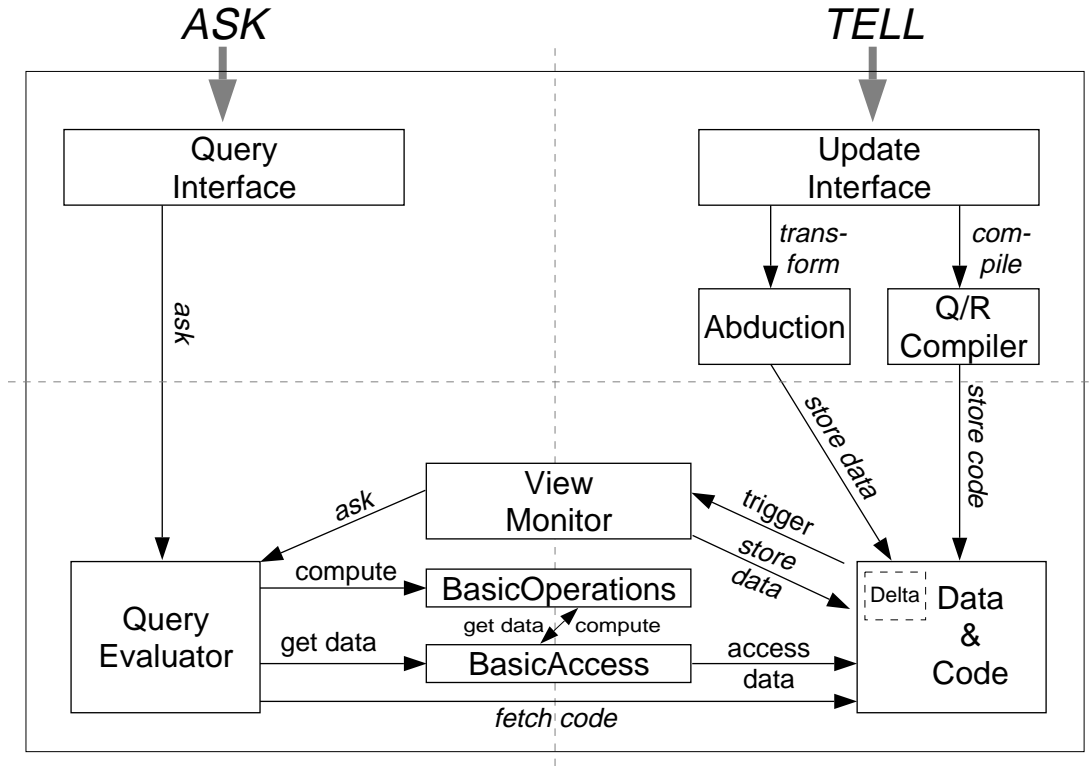 ASK
TELL
Query
Interface
Update
Interface
trans-
form
com-
pile
ask
Abduction
Q/R
Compiler
store data
store code
View
Monitor
ask
trigger
store
data
compute
BasicOperations
Query
Evaluator
get data
compute
get data
BasicAccess
access
data
Delta
Data
&
Code
fetch code